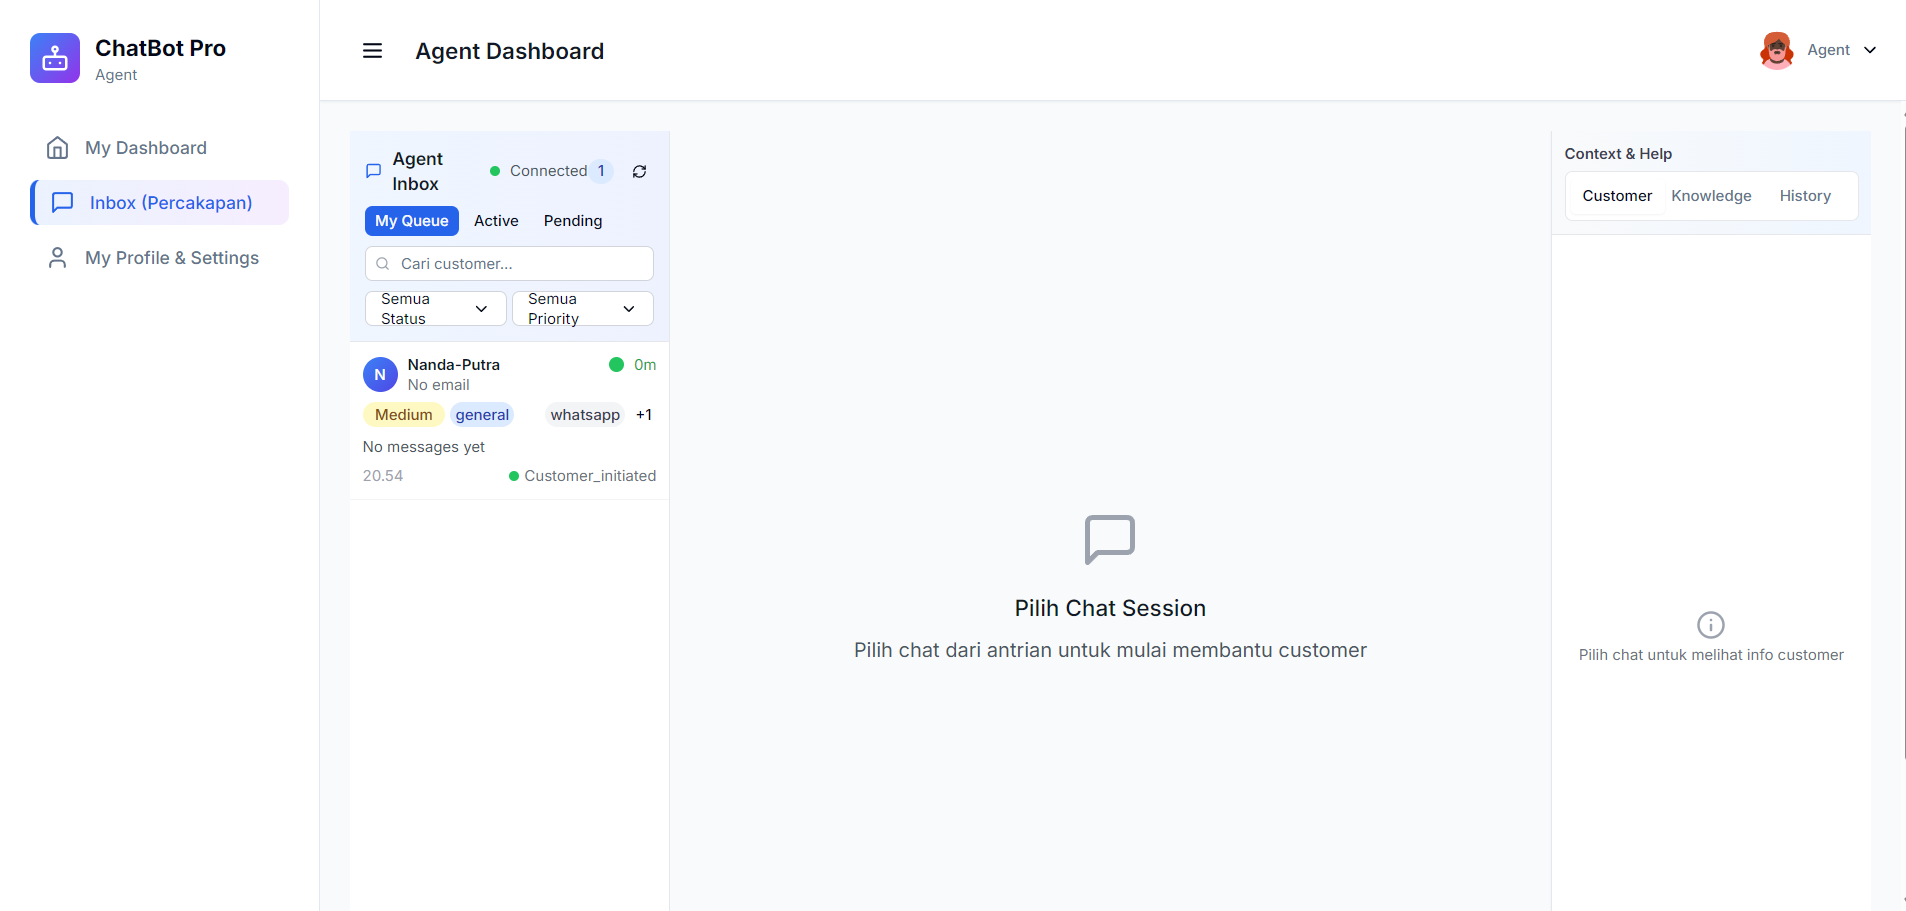 ChatBot Pro
Agent
My Dashboard
Inbox (Percakapan)
My Profile & Settings
Agent Dashboard
Agent
Agent
Inbox
Connected
1
My Queue
Active
Pending
Cari customer...
Semua
Status
Semua
Priority
N
Nanda-Putra
0m
No email
Medium
general
whatsapp
+1
No messages yet
20.54
Customer_initiated
Pilih Chat Session
Pilih chat dari antrian untuk mulai membantu customer
Context & Help
Customer
Knowledge
History
Pilih chat untuk melihat info customer